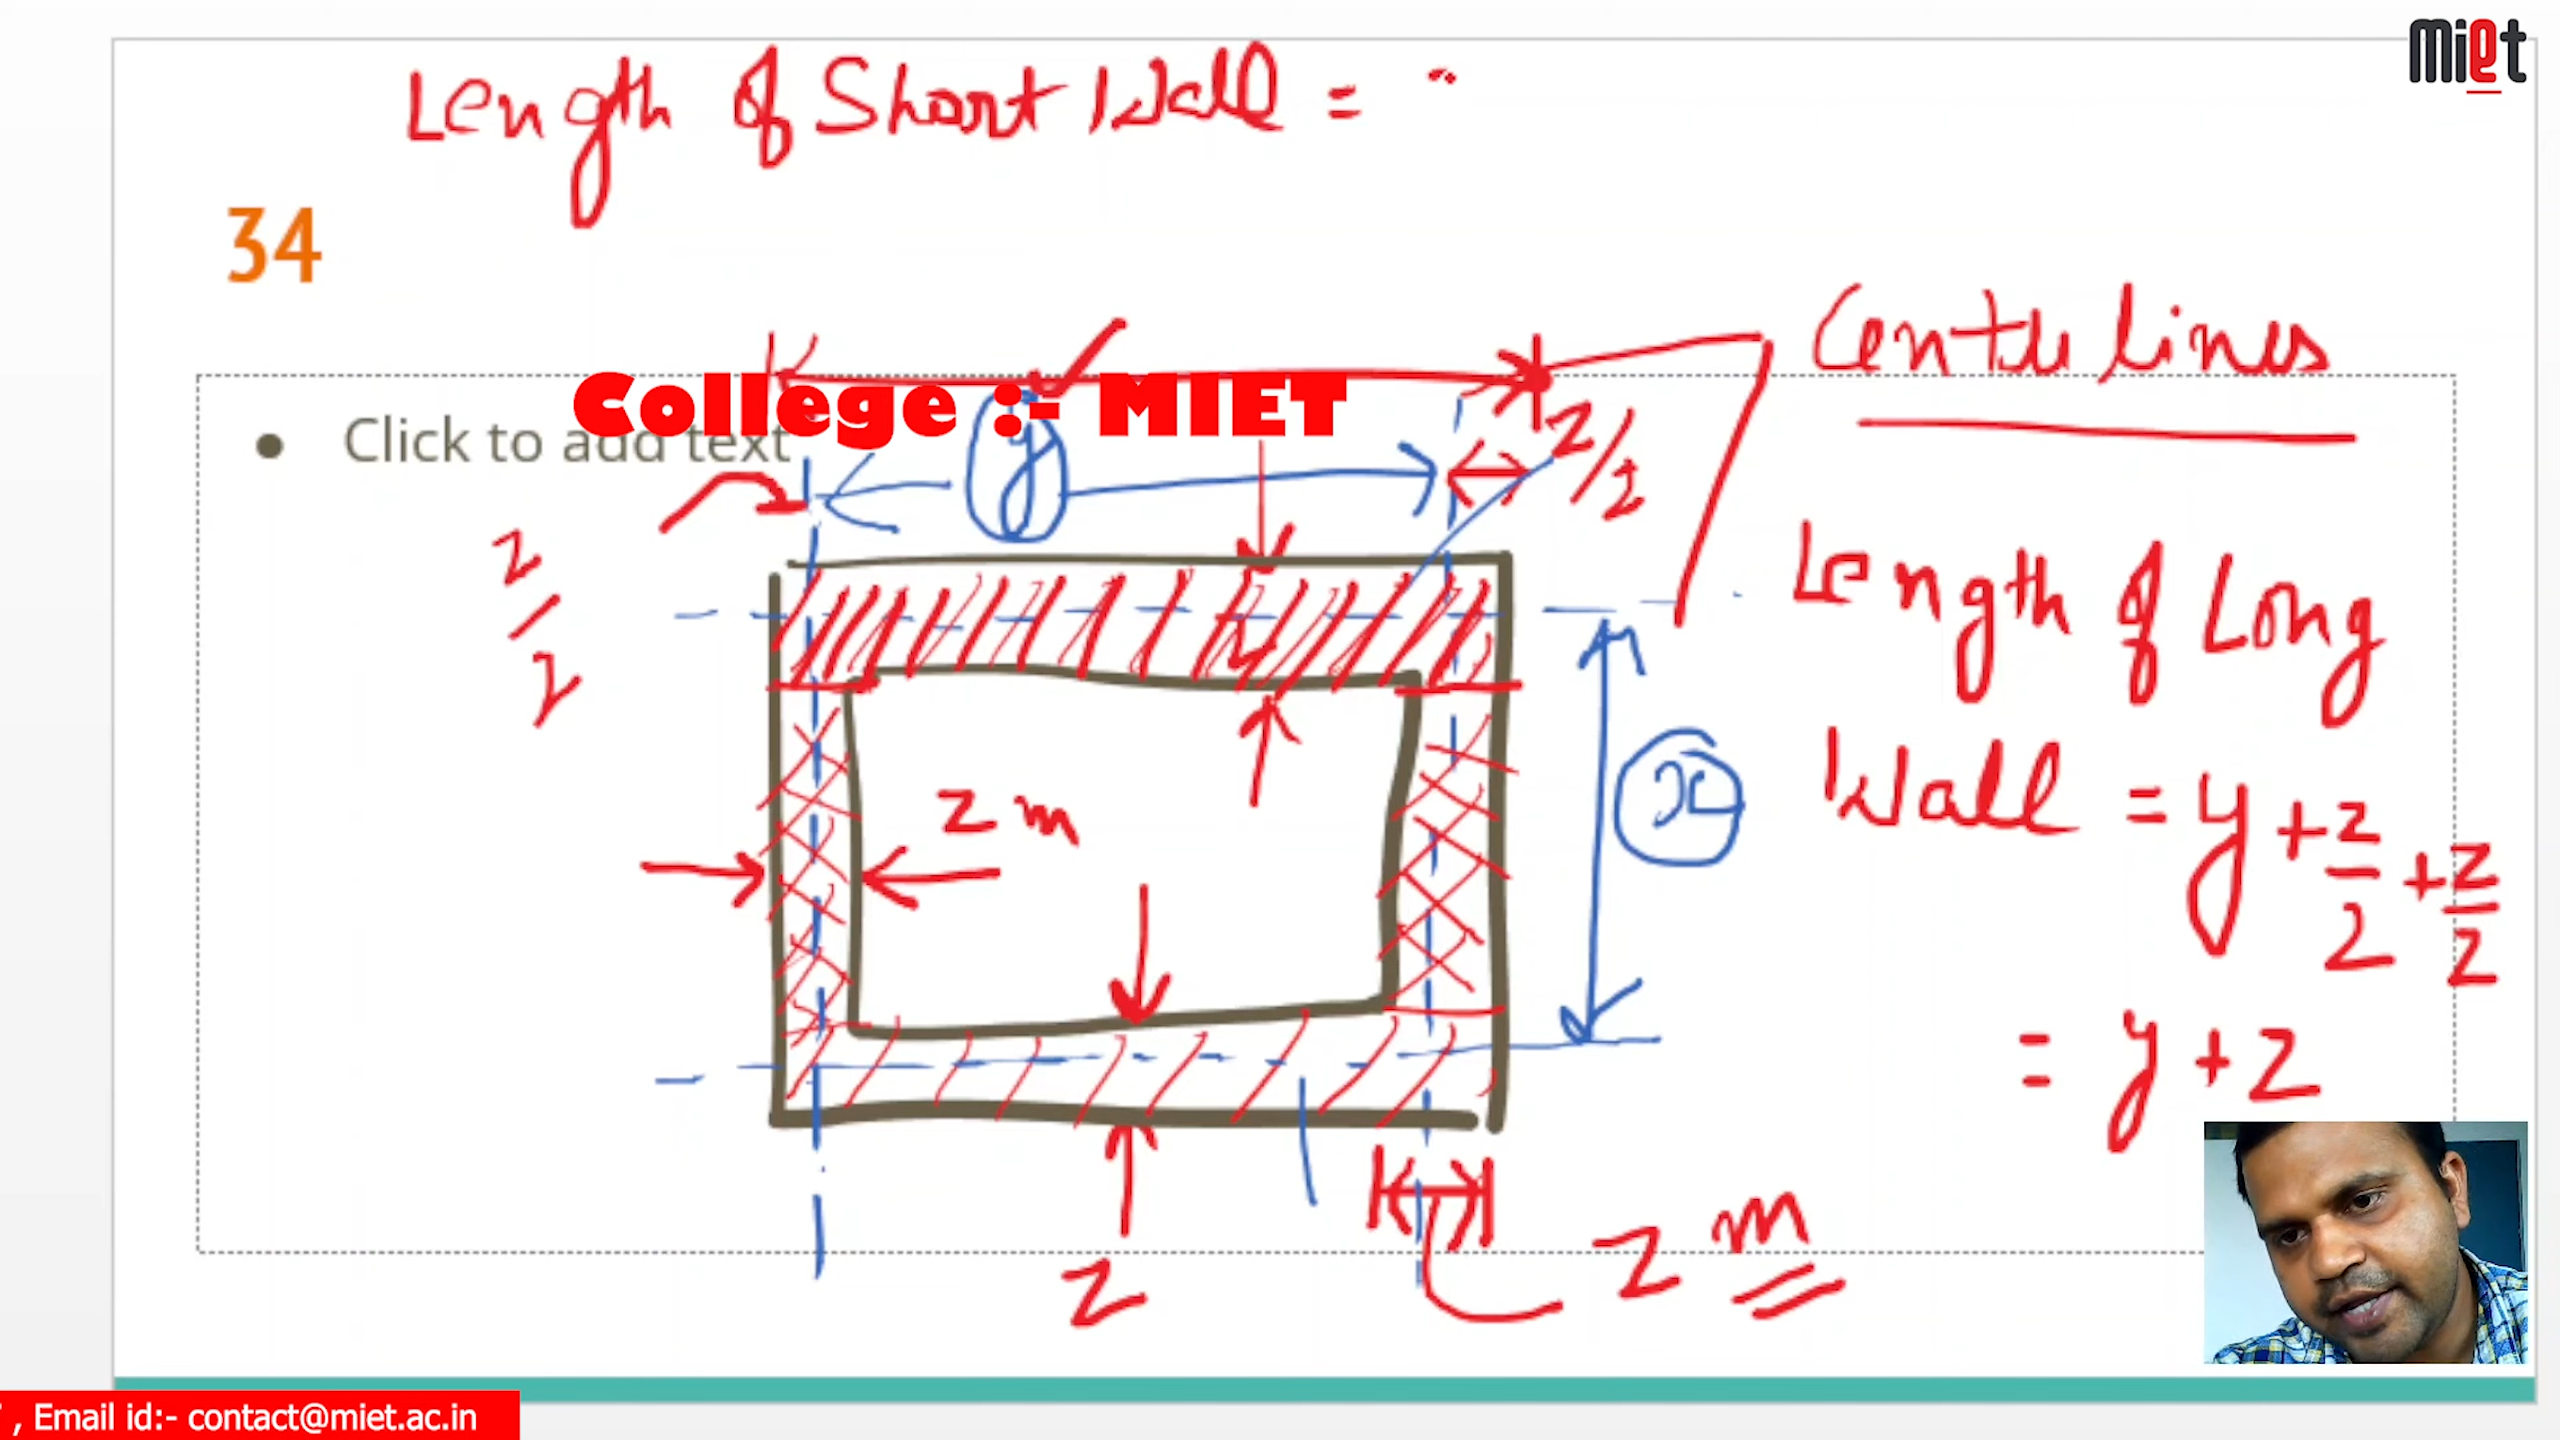 miet
Length of Short Wall =
34
Centre lines
College :- MIET
Click to add text
y
z/2
z
2
Length of Long
Wall = y + z/2 + z/2
x
z m
= y + z
z m
z
, Email id:- contact@miet.ac.in